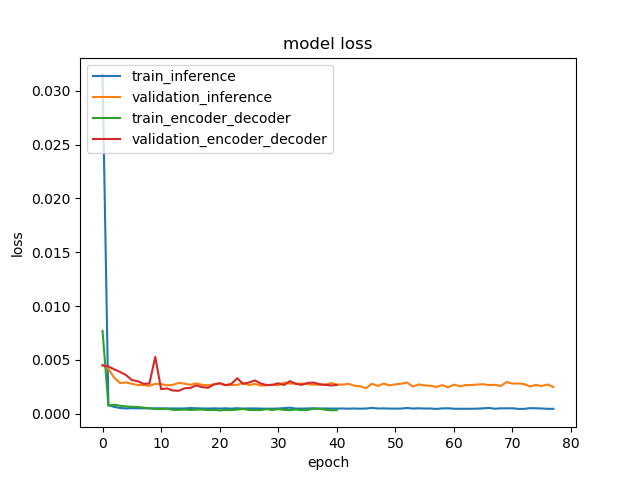 model loss
train_inference
validation_inference
train_encoder_decoder
validation_encoder_decoder
loss
0.030
0.025
0.020
0.015
0.010
0.005
0.000
0 10 20 30 40 50 60 70 80
epoch